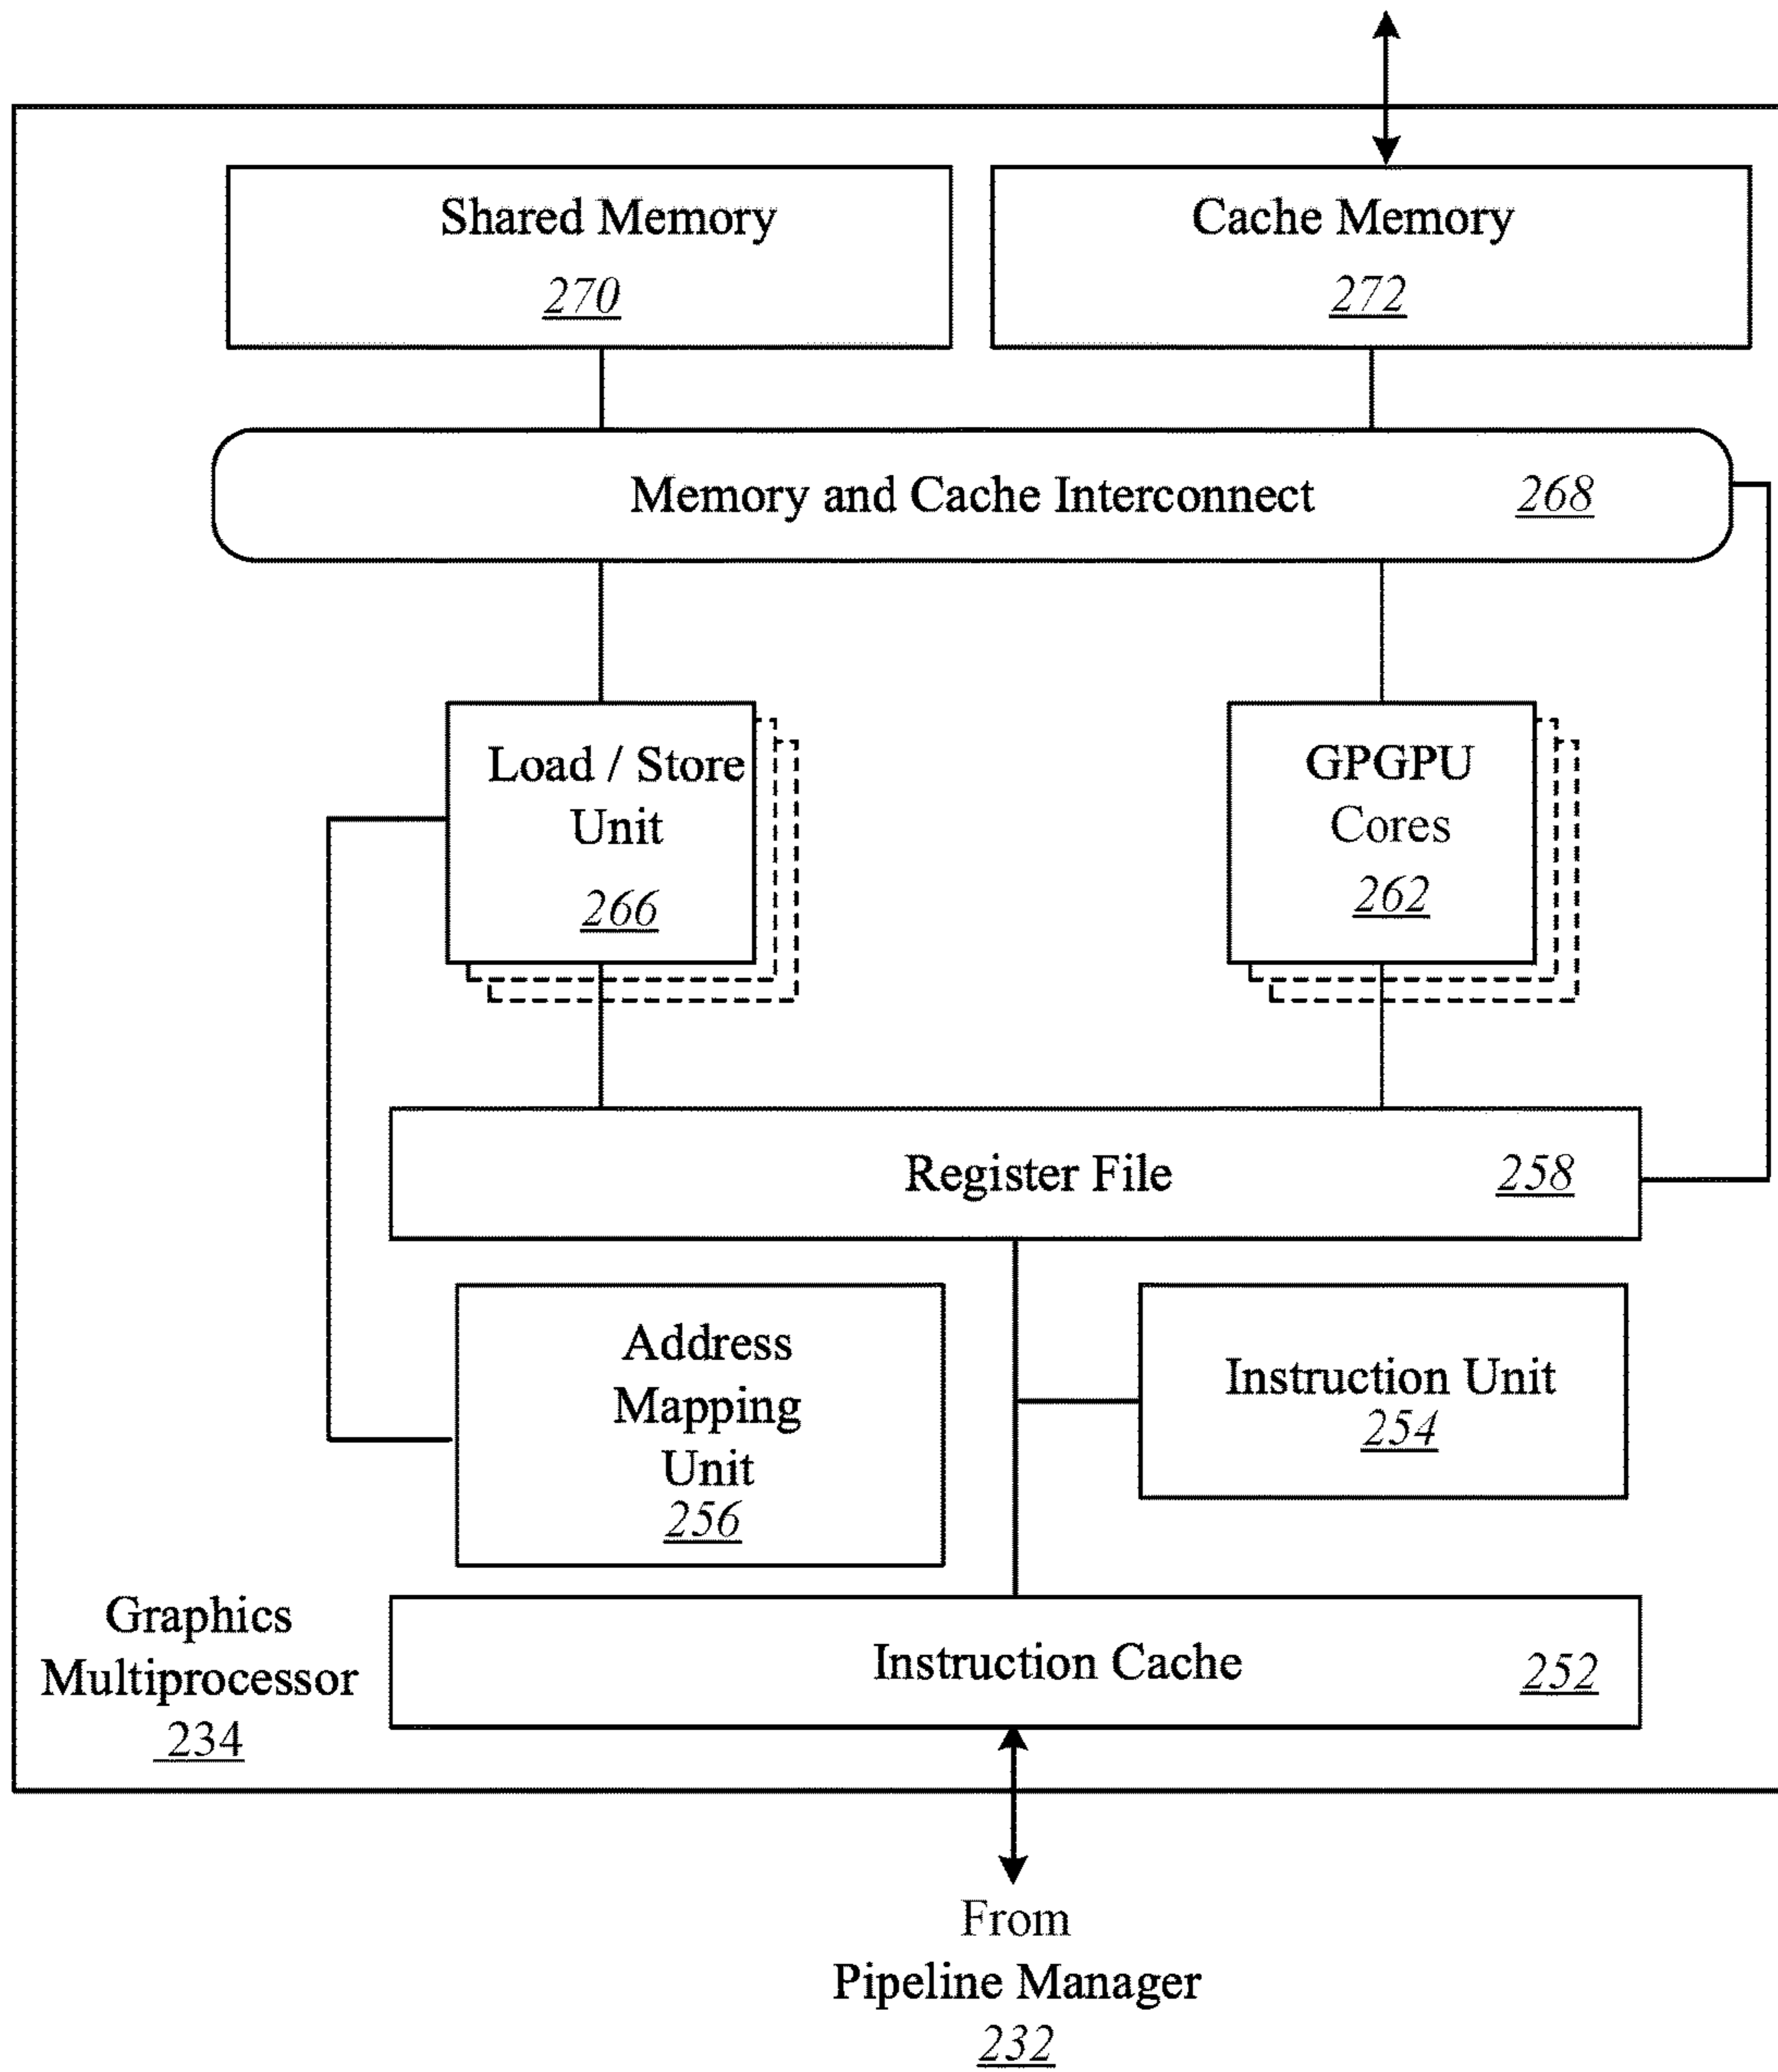 Shared Memory
270
Cache Memory
272
Memory and Cache Interconnect 268
Load / Store
Unit
266
GPGPU
Cores
262
Register File 258
Address
Mapping
Unit
256
Instruction Unit
254
Graphics
Multiprocessor
234
Instruction Cache 252
From
Pipeline Manager
232